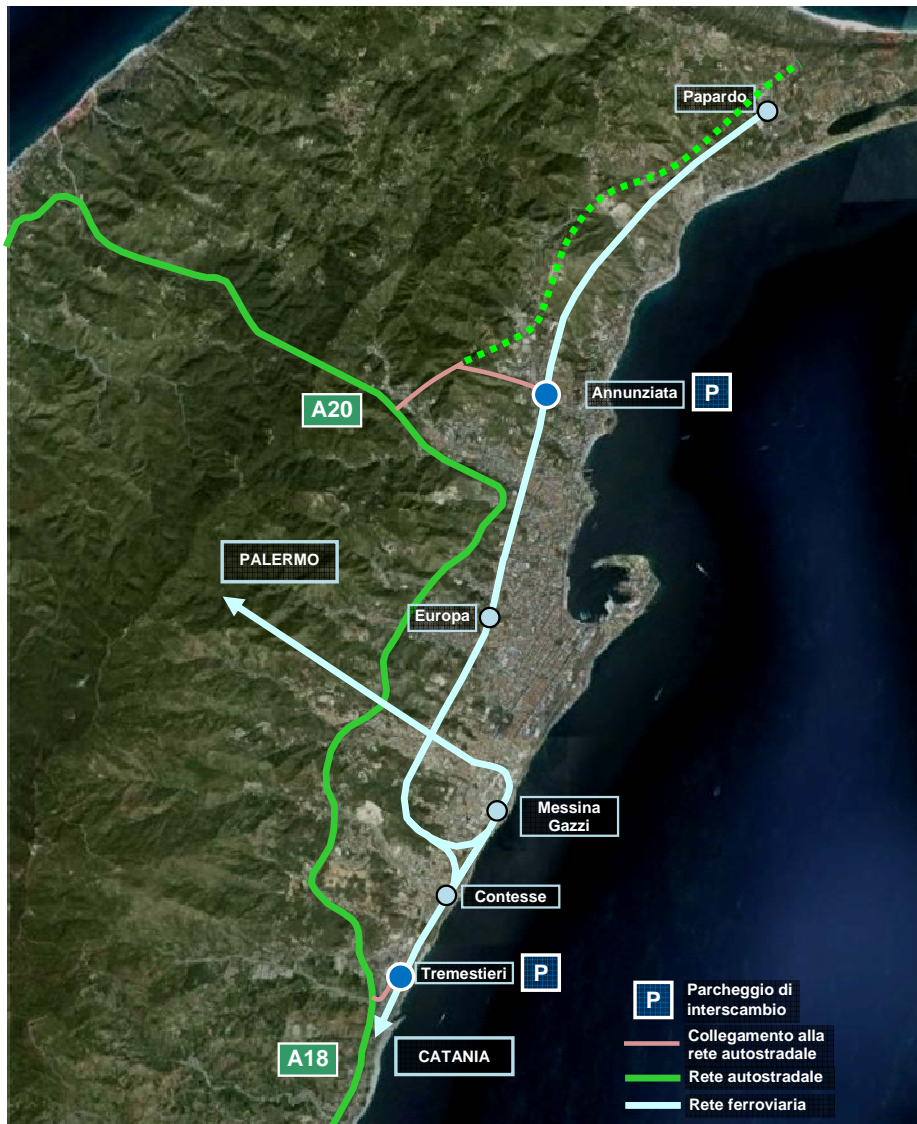 Papardo
Annunziata
P
A20
PALERMO
Europa
Messina
Gazzi
Contesse
Tremestieri
P
A18
CATANIA
P
Parcheggio di
interscambio
Collegamento alla
rete autostradale
Rete autostradale
Rete ferroviaria